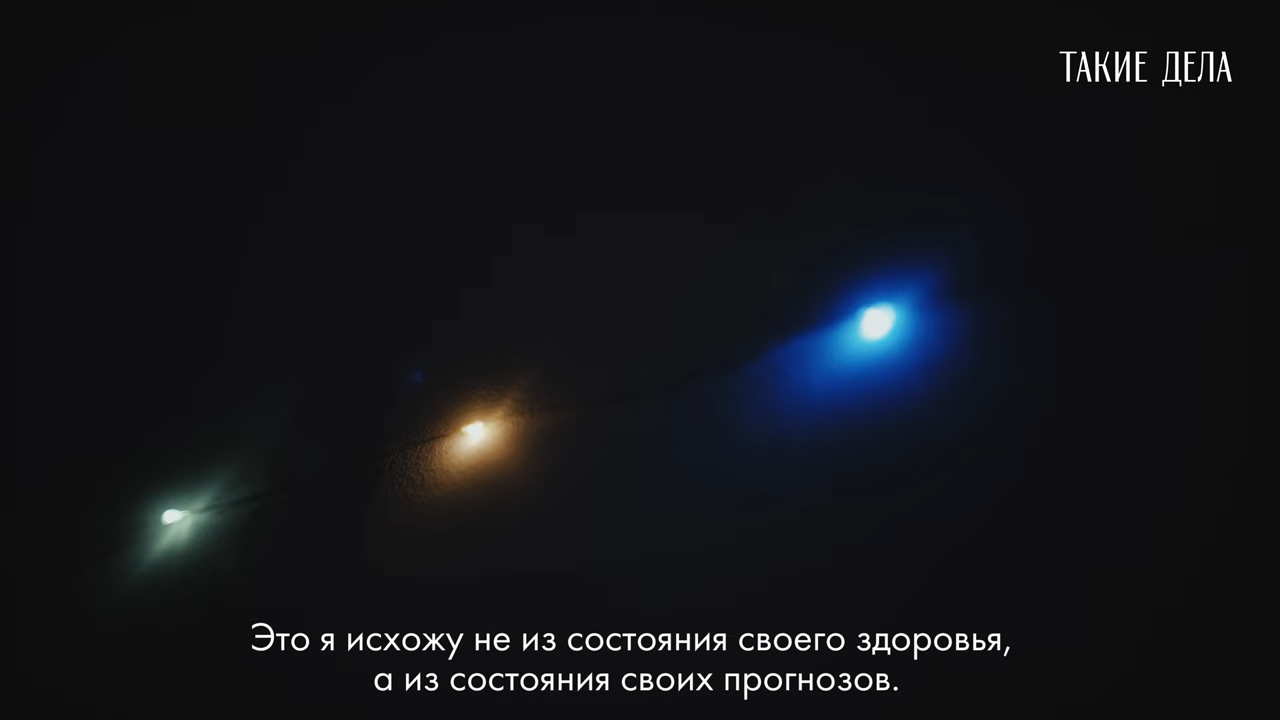 ТАКИЕ ДЕЛА
Это я исхожу не из состояния своего здоровья,
а из состояния своих прогнозов.